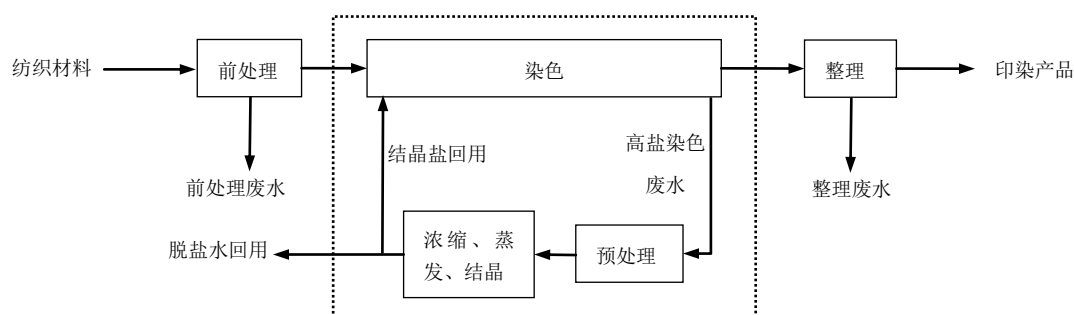 纺织材料
前处理
染色
整理
印染产品
结晶盐回用
高盐染色
废水
前处理废水
整理废水
脱盐水回用
浓缩、蒸
发、结晶
预处理